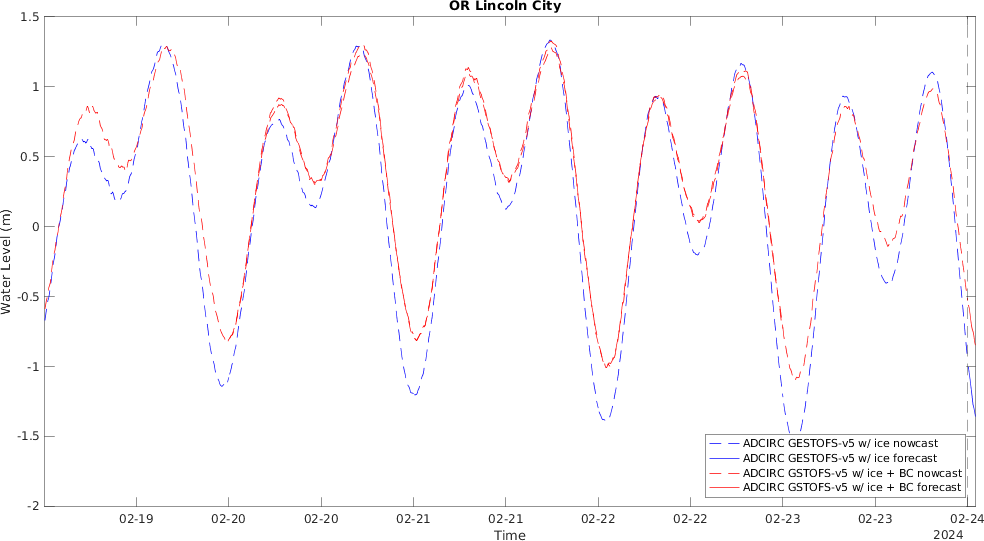 OR Lincoln City
1.5
1
0.5
0
-0.5
-1
-1.5
-2
Water Level (m)
ADCIRC GESTOFS-v5 w/ ice nowcast
ADCIRC GESTOFS-v5 w/ ice forecast
ADCIRC GSTOFS-v5 w/ ice + BC nowcast
ADCIRC GSTOFS-v5 w/ ice + BC forecast
02-19 02-20 02-20 02-21 02-21 02-22 02-22 02-23 02-23 02-24
Time
2024